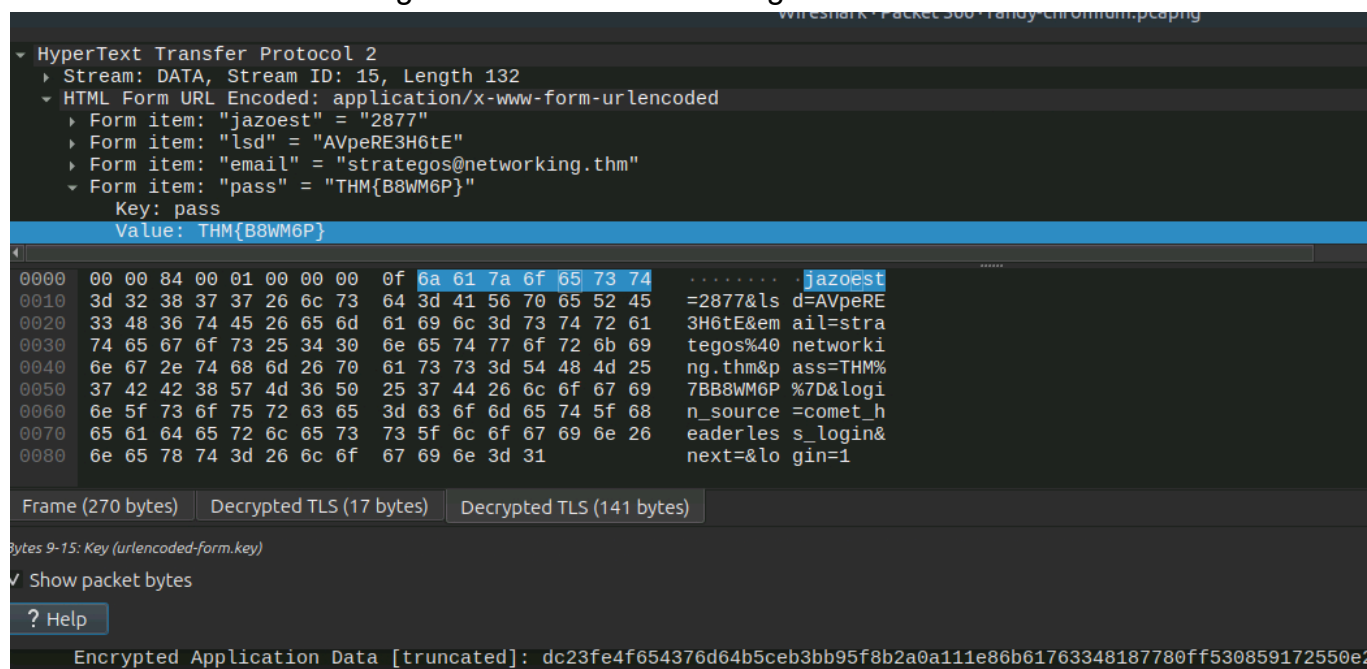 Wireshark · Packet 366 · randy-chromium.pcapng
HyperText Transfer Protocol 2
Stream: DATA, Stream ID: 15, Length 132
HTML Form URL Encoded: application/x-www-form-urlencoded
Form item: "jazoest" = "2877"
Form item: "lsd" = "AVpeRE3H6tE"
Form item: "email" = "strategos@networking.thm"
Form item: "pass" = "THM{B8WM6P}"
Key: pass
Value: THM{B8WM6P}
0000 00 00 84 00 01 00 00 00 0f 6a 61 7a 6f 65 73 74 ········ ·jazoest
0010 3d 32 38 37 37 26 6c 73 64 3d 41 56 70 65 52 45 =2877&ls d=AVpeRE
0020 33 48 36 74 45 26 65 6d 61 69 6c 3d 73 74 72 61 3H6tE&em ail=stra
0030 74 65 67 6f 73 25 34 30 6e 65 74 77 6f 72 6b 69 tegos%40 networki
0040 6e 67 2e 74 68 6d 26 70 61 73 73 3d 54 48 4d 25 ng.thm&p ass=THM%
0050 37 42 42 38 57 4d 36 50 25 37 44 26 6c 6f 67 69 7BB8WM6P %7D&logi
0060 6e 5f 73 6f 75 72 63 65 3d 63 6f 6d 65 74 5f 68 n_source =comet_h
0070 65 61 64 65 72 6c 65 73 73 5f 6c 6f 67 69 6e 26 eaderles s_login&
0080 6e 65 78 74 3d 26 6c 6f 67 69 6e 3d 31 next=&lo gin=1
Frame (270 bytes) Decrypted TLS (17 bytes) Decrypted TLS (141 bytes)
Bytes 9-15: Key (urlencoded-form.key)
Show packet bytes
? Help
Encrypted Application Data [truncated]: dc23fe4f654376d64b5ceb3bb95f8b2a0a111e86b61763348187780ff530859172550e